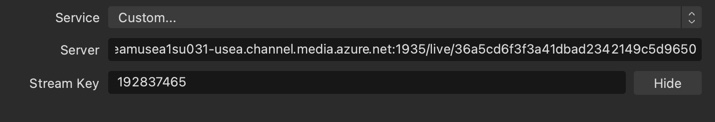 Service Custom...
Server eamusea1su031-usea.channel.media.azure.net:1935/live/36a5cd6f3f3a41dbad2342149c5d9650
Stream Key 192837465 Hide